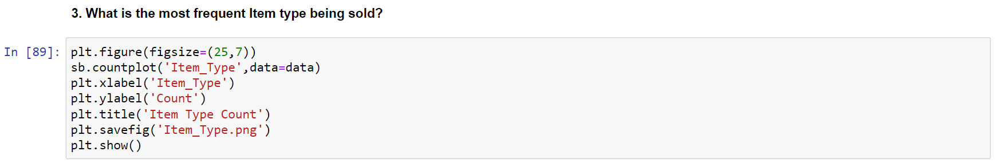 3. What is the most frequent Item type being sold?
In [89]: plt.figure(figsize=(25,7))
sb.countplot('Item_Type',data=data)
plt.xlabel('Item_Type')
plt.ylabel('Count')
plt.title('Item Type Count')
plt.savefig('Item_Type.png')
plt.show()